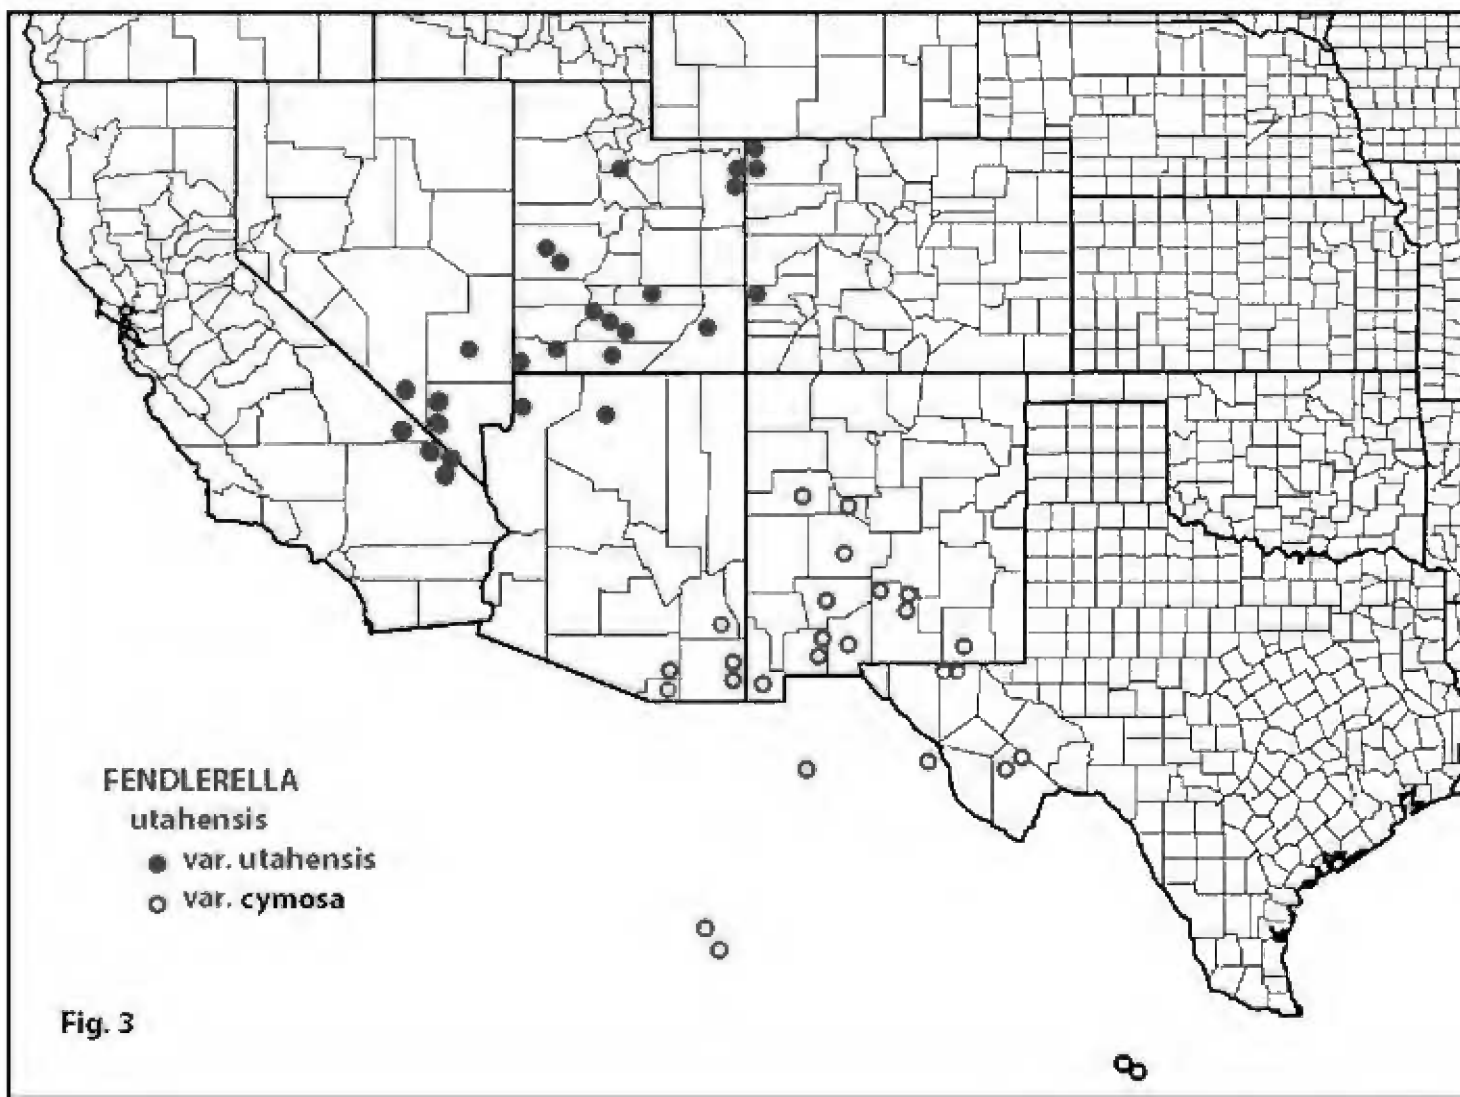 FENDLERELLA
utahensis
var. utahensis
var. cymosa
Fig. 3